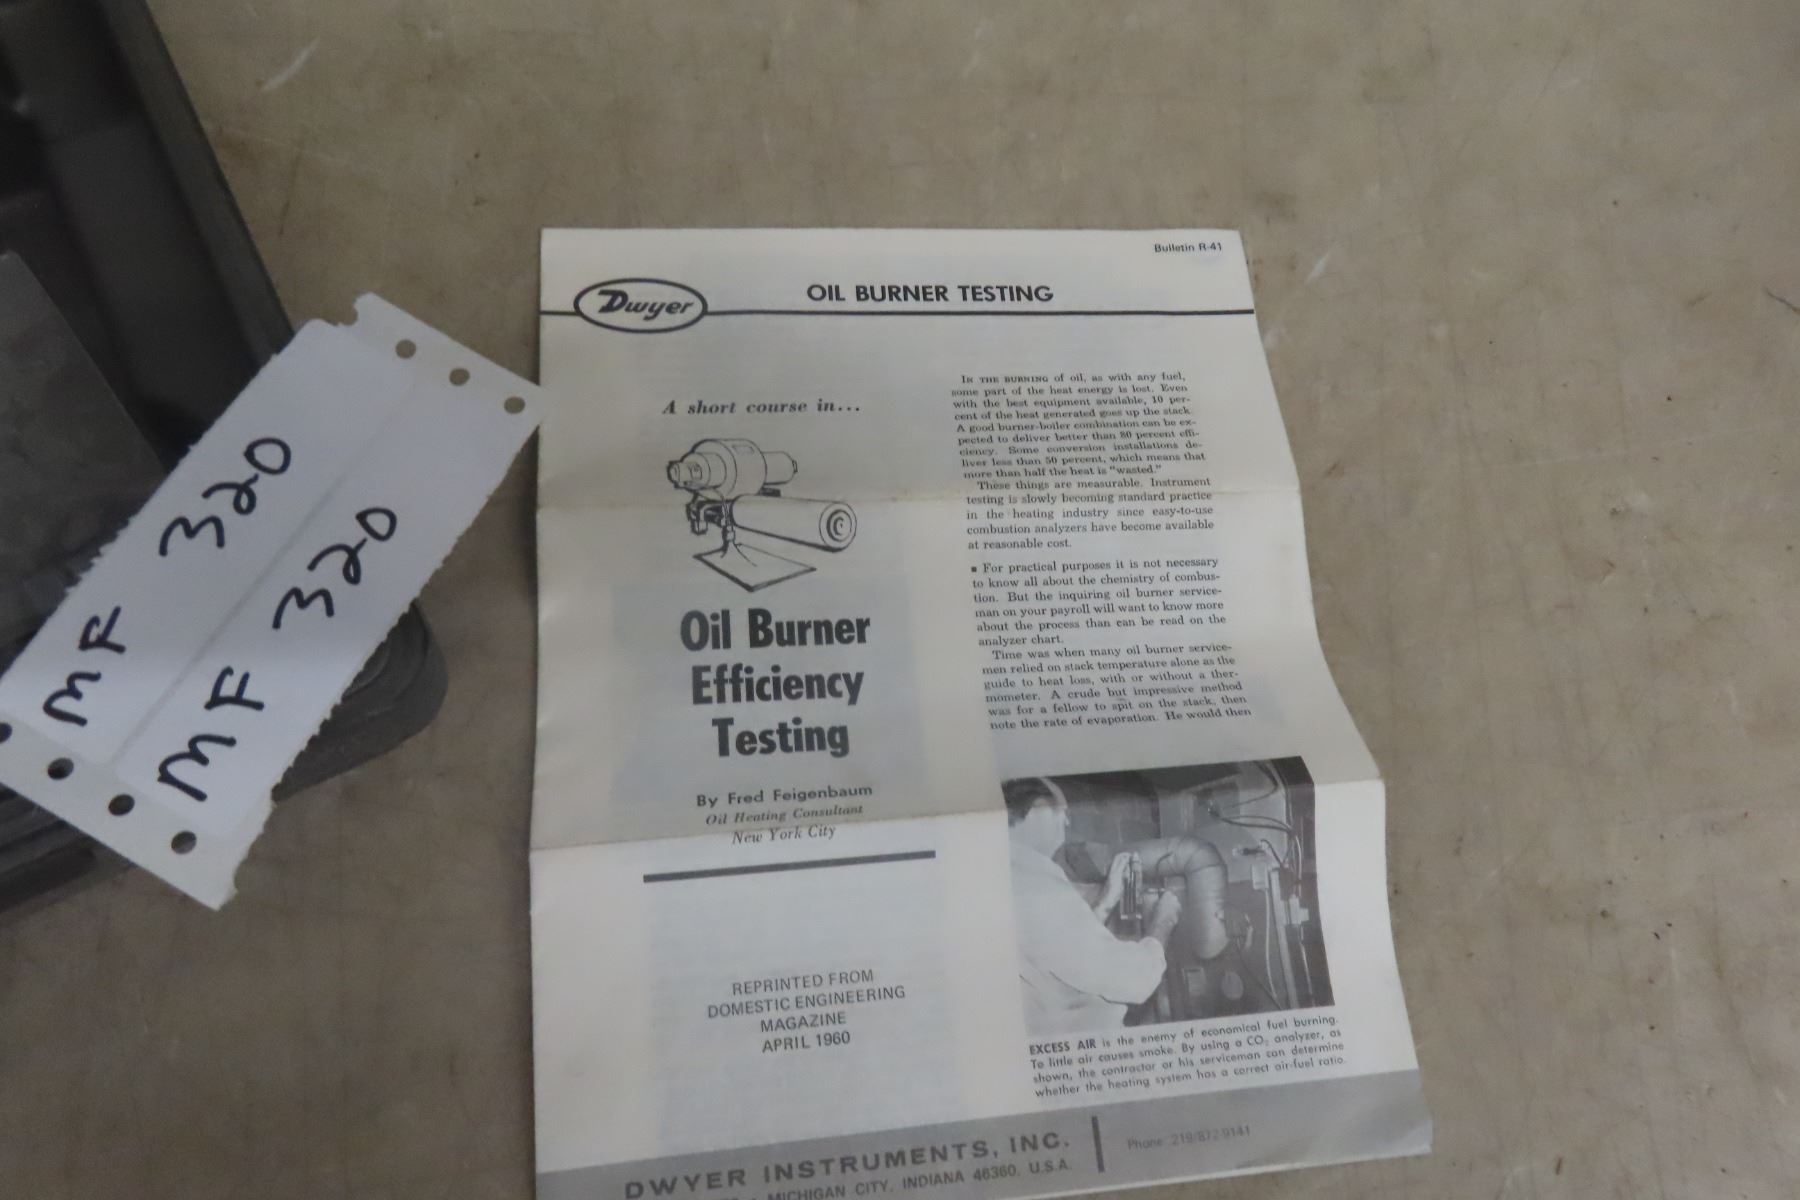 MF 320
MF 320
Bulletin R-41
Dwyer
OIL BURNER TESTING
A short course in...
Oil Burner
Efficiency
Testing
By Fred Feigenbaum
Oil Heating Consultant
New York City
REPRINTED FROM
DOMESTIC ENGINEERING
MAGAZINE
APRIL 1960
IN THE BURNING of oil, as with any fuel,
some part of the heat energy is lost. Even
with the best equipment available, 10 per-
cent of the heat generated goes up the stack.
A good burner-boiler combination can be ex-
pected to deliver better than 80 percent effi-
ciency. Some conversion installations de-
liver less than 50 percent, which means that
more than half the heat is "wasted."
These things are measurable. Instrument
testing is slowly becoming standard practice
in the heating industry since easy-to-use
combustion analyzers have become available
at reasonable cost.
▪ For practical purposes it is not necessary
to know all about the chemistry of combus-
tion. But the inquiring oil burner service-
man on your payroll will want to know more
about the process than can be read on the
analyzer chart.
Time was when many oil burner service-
men relied on stack temperature alone as the
guide to heat loss, with or without a ther-
mometer. A crude but impressive method
was for a fellow to spit on the stack, then
note the rate of evaporation. He would then
EXCESS AIR is the enemy of economical fuel burning.
To little air causes smoke. By using a CO₂ analyzer, as
shown, the contractor or his serviceman can determine
whether the heating system has a correct air-fuel ratio.
DWYER INSTRUMENTS, INC.
MICHIGAN CITY, INDIANA 46360, U.S.A.
Phone 219/872-9141